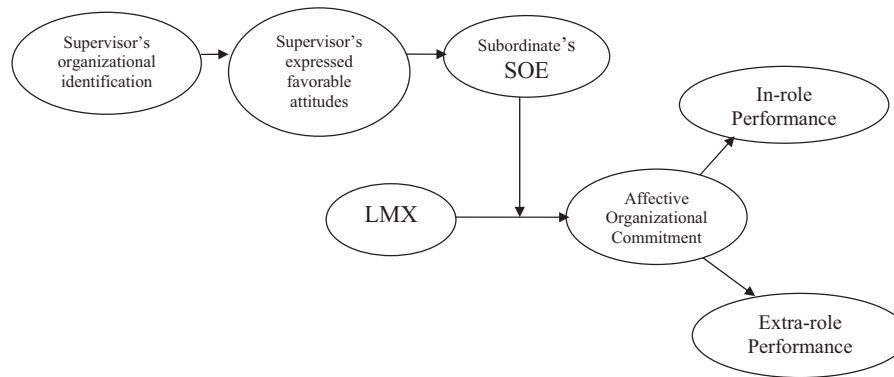 Supervisor's
organizational
identification
Supervisor's
expressed
favorable
attitudes
Subordinate's
SOE
In-role
Performance
LMX
Affective
Organizational
Commitment
Extra-role
Performance